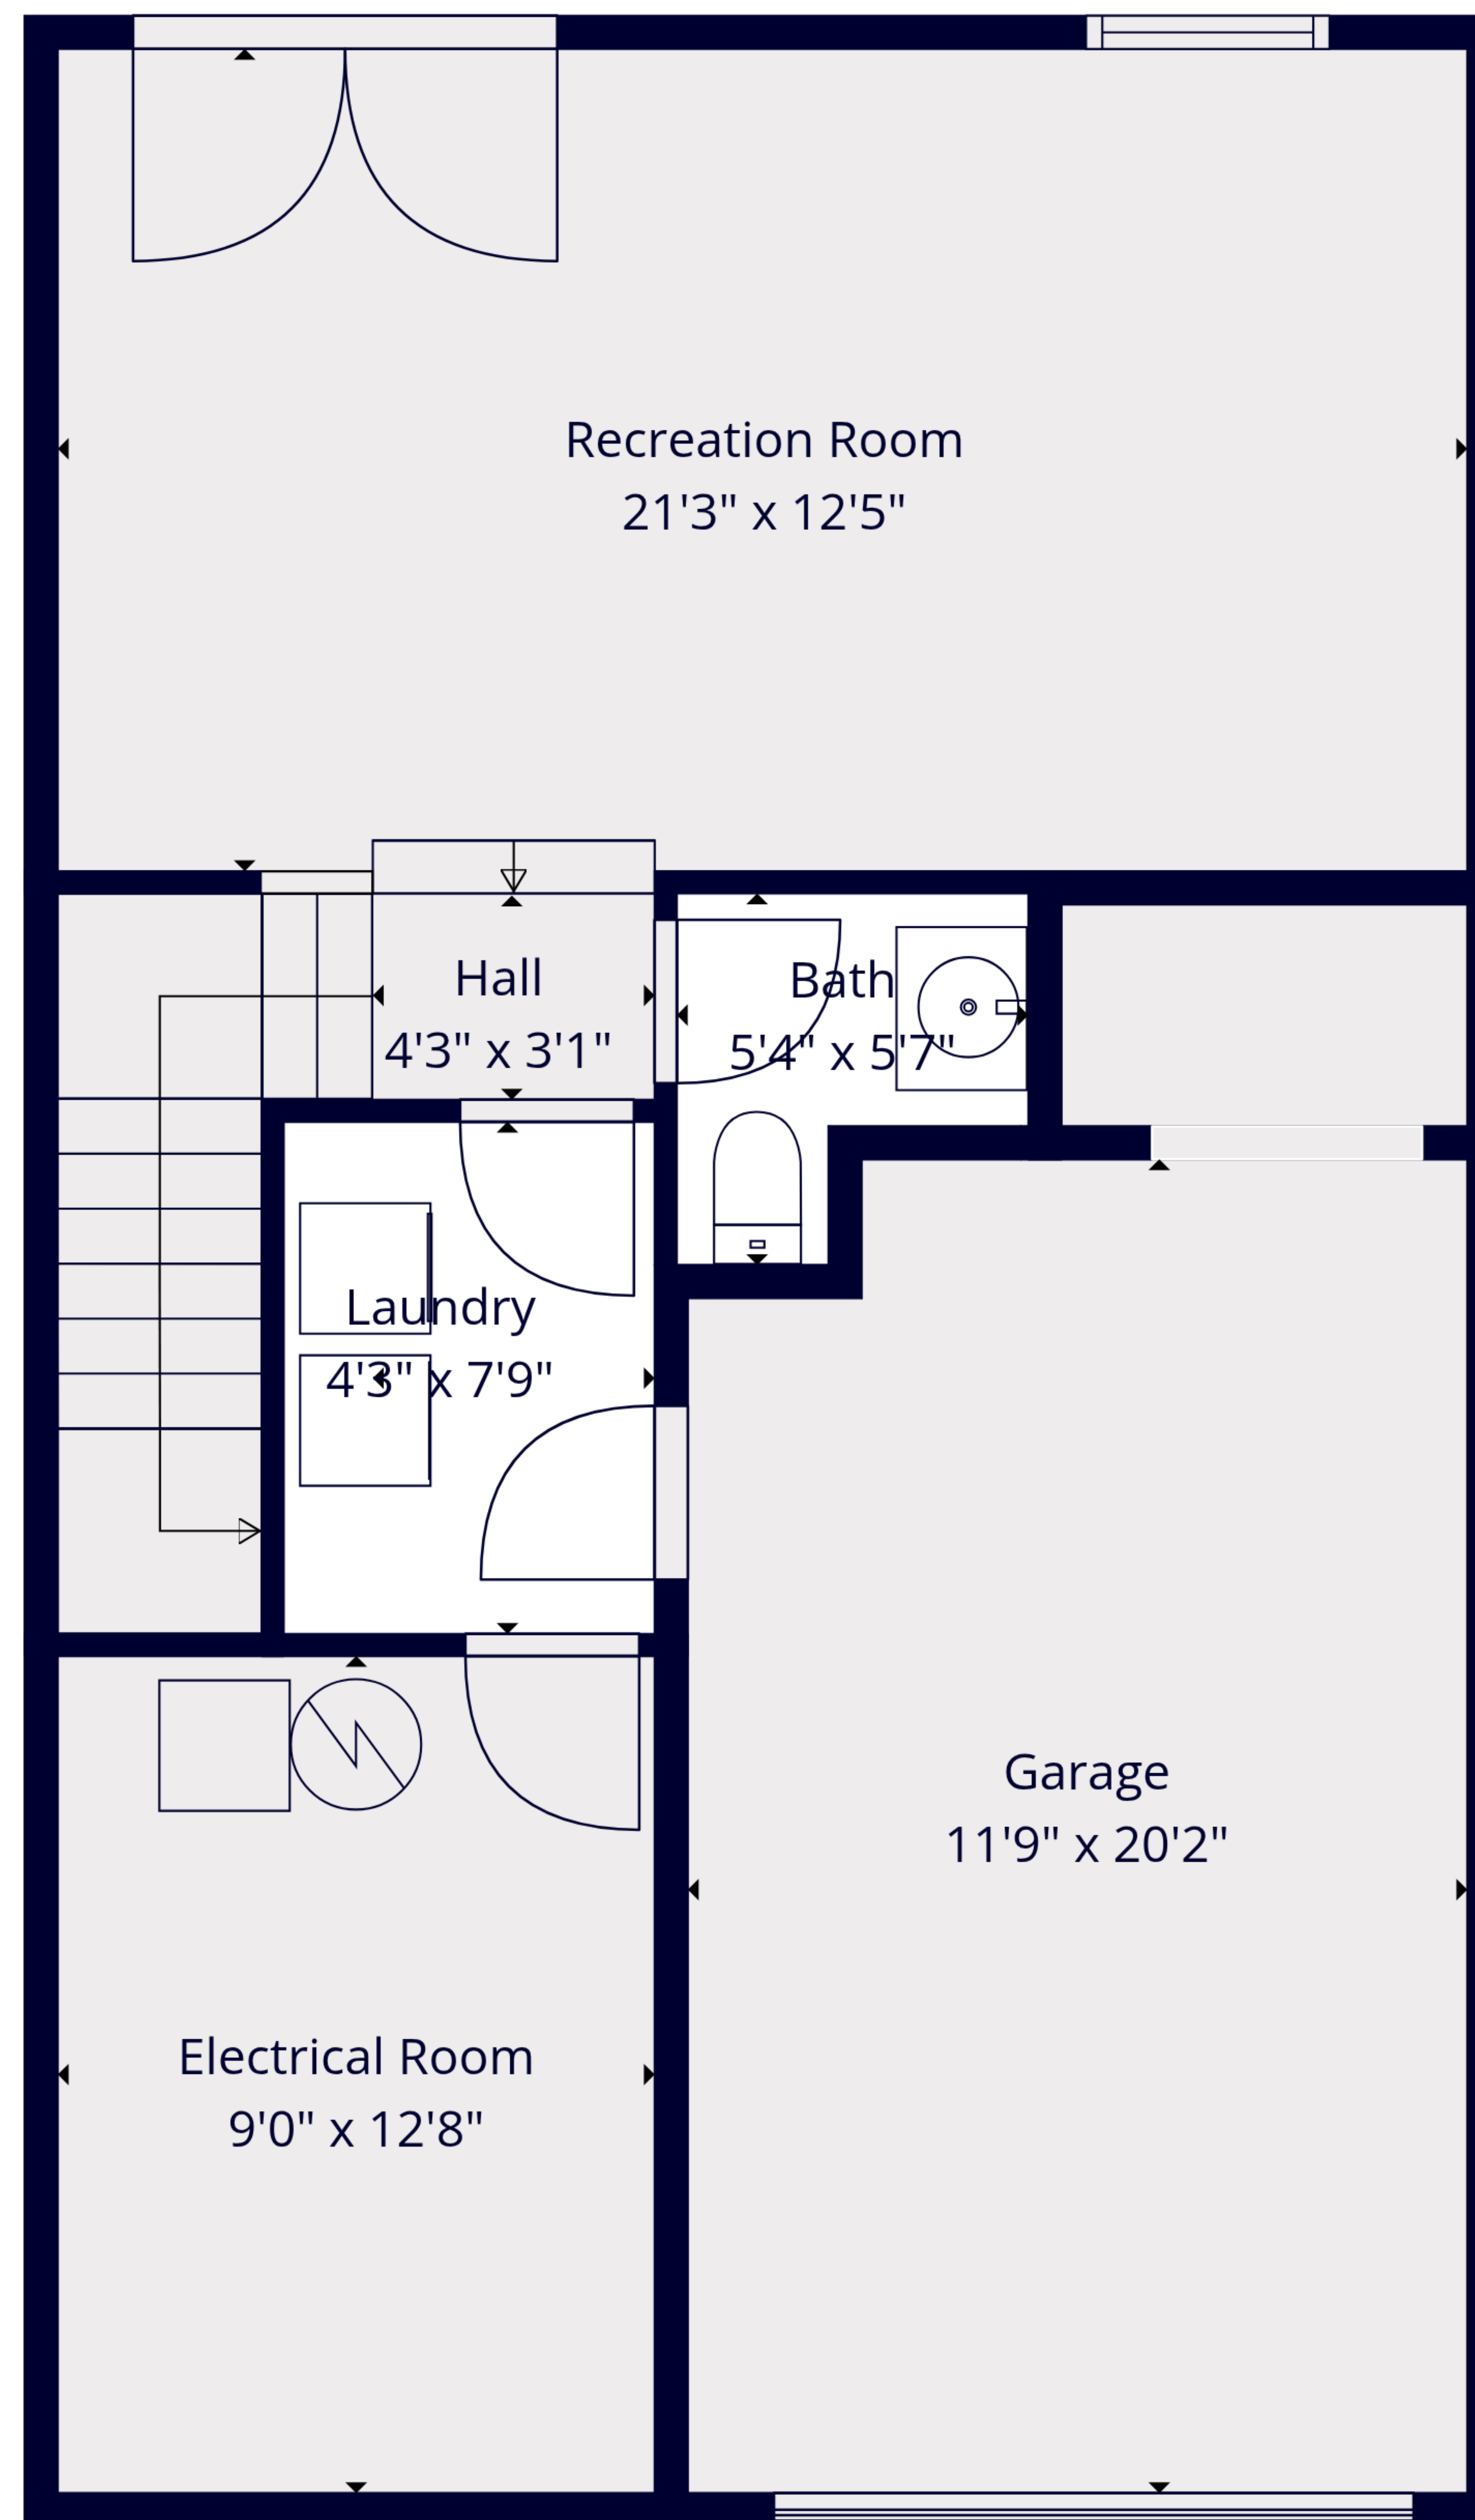 Recreation Room
21'3" x 12'5"
Hall
4'3" x 3'1"
Bath
5'4" x 5'7"
Laundry
4'3" x 7'9"
Garage
11'9" x 20'2"
Electrical Room
9'0" x 12'8"